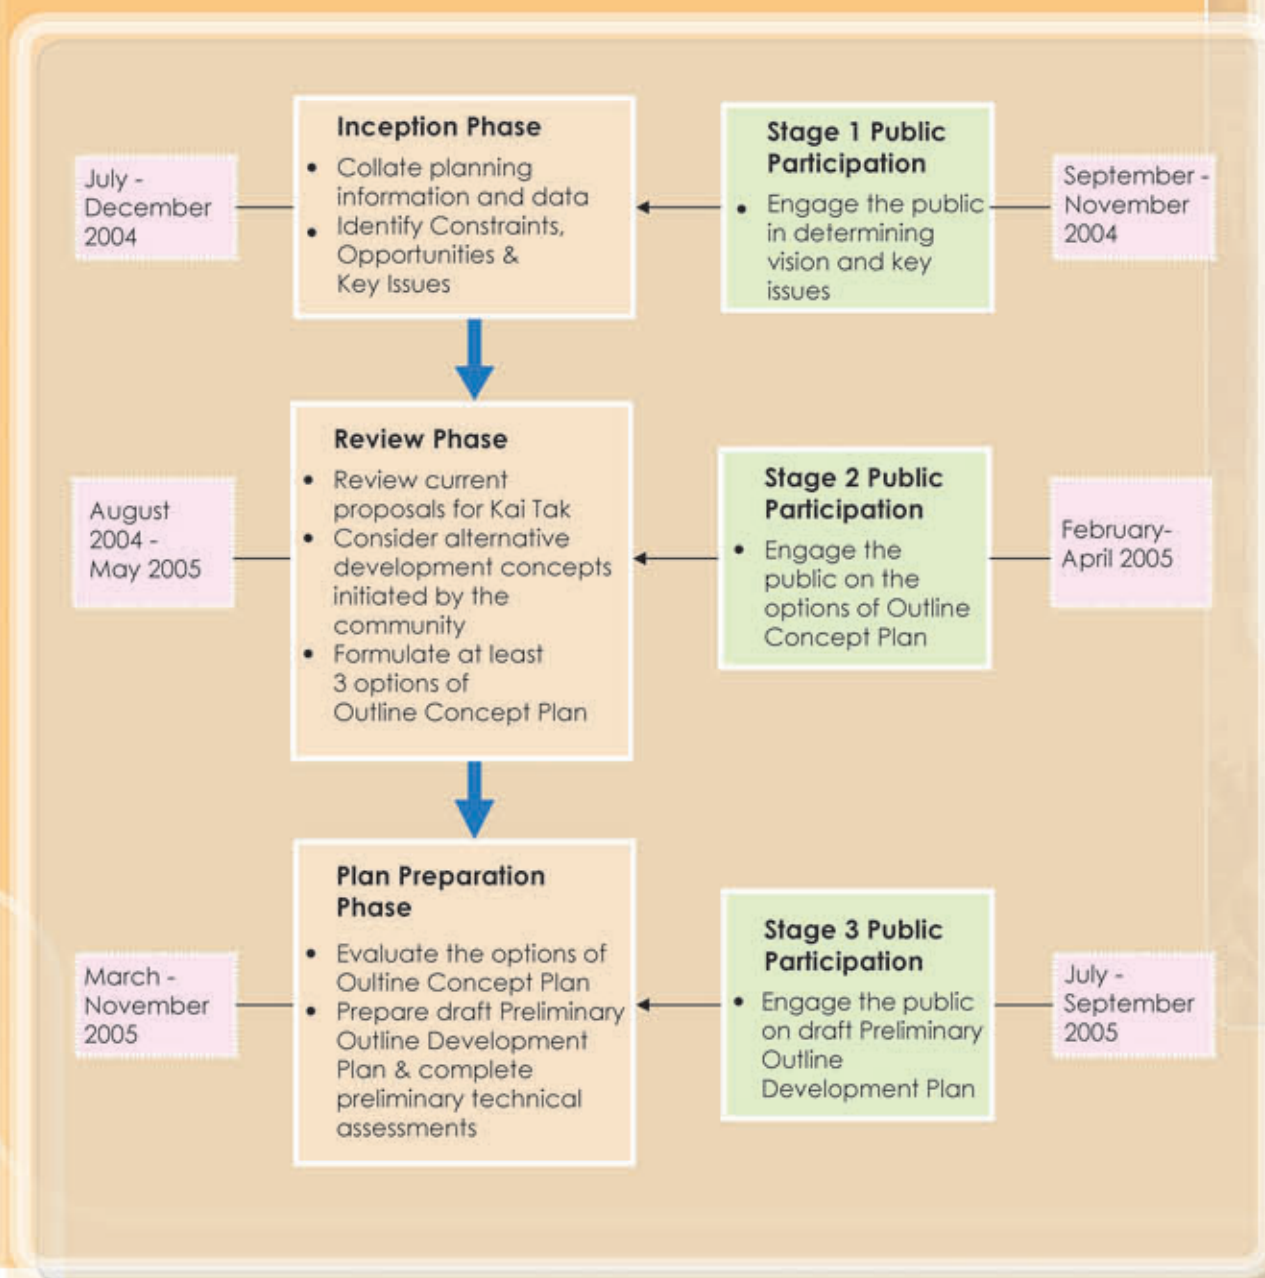 July -
December
2004
Inception Phase
• Collate planning
information and data
• Identify Constraints,
Opportunities &
Key Issues
Stage 1 Public
Participation
• Engage the public
in determining
vision and key
issues
September -
November
2004
August
2004 -
May 2005
Review Phase
• Review current
proposals for Kai Tak
• Consider alternative
development concepts
initiated by the
community
• Formulate at least
3 options of
Outline Concept Plan
Stage 2 Public
Participation
• Engage the
public on the
options of Outline
Concept Plan
February-
April 2005
March -
November
2005
Plan Preparation
Phase
• Evaluate the options of
Oultine Concept Plan
• Prepare draft Preliminary
Outline Development
Plan & complete
preliminary technical
assessments
Stage 3 Public
Participation
• Engage the public
on draft Preliminary
Outline
Development Plan
July -
September
2005